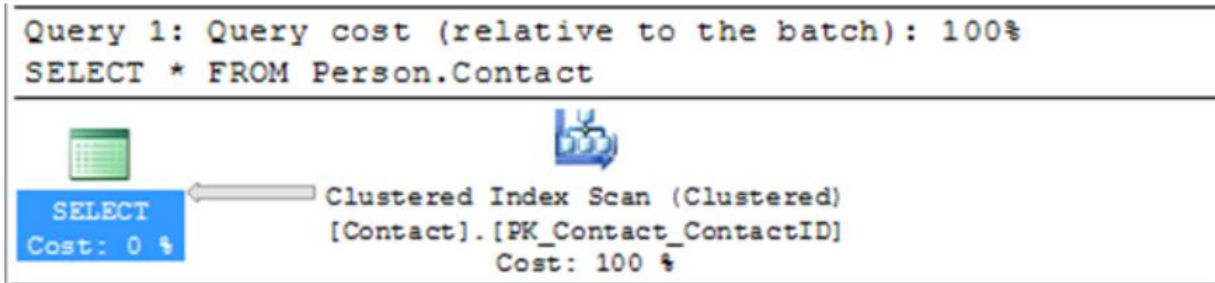 Query 1: Query cost (relative to the batch): 100%
SELECT * FROM Person.Contact
SELECT
Cost: 0 %
Clustered Index Scan (Clustered)
[Contact].[PK_Contact_ContactID]
Cost: 100 %